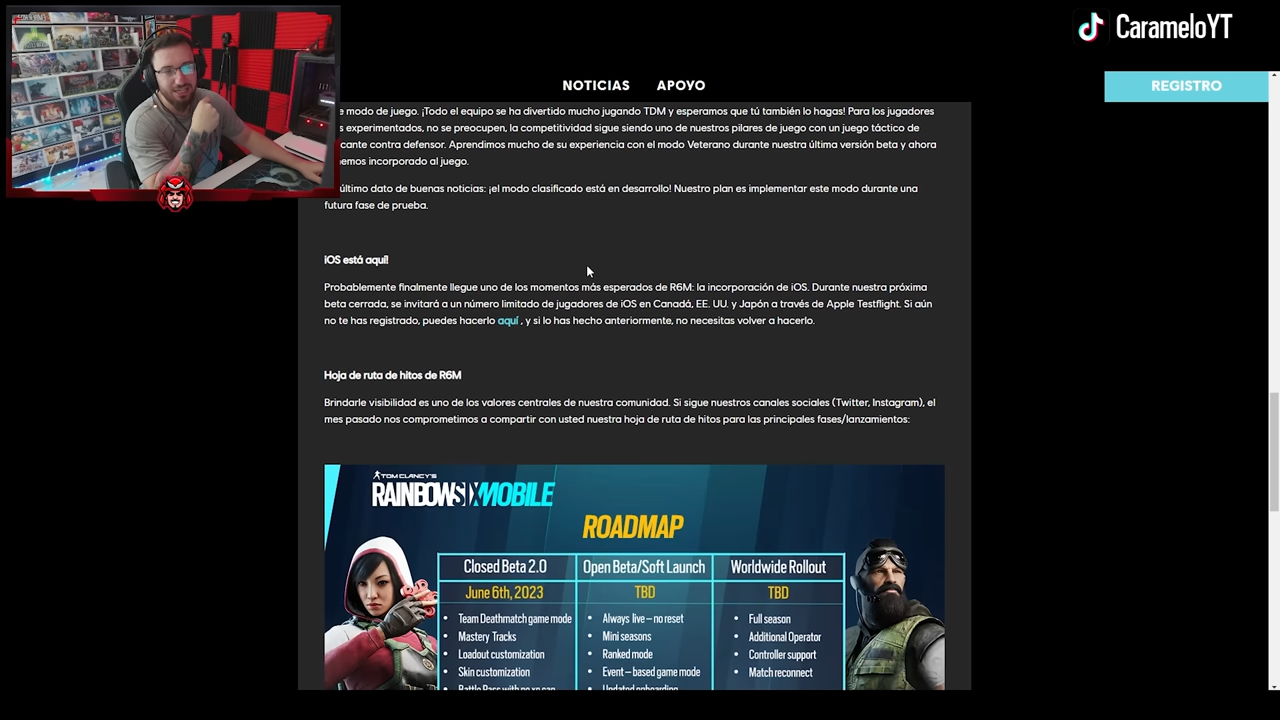 CarameloYT
NOTICIAS APOYO
REGISTRO
modo de juego. ¡Todo el equipo se ha divertido mucho jugando TDM y esperamos que tú también lo hagas! Para los jugadores
experimentados, no se preocupen, la competitividad sigue siendo uno de nuestros pilares de juego con un juego táctico de
contra defensor. Aprendimos mucho de su experiencia con el modo Veterano durante nuestra última versión beta y ahora
incorporado al juego.
último dato de buenas noticias: ¡el modo clasificado está en desarrollo! Nuestro plan es implementar este modo durante una
futura fase de prueba.
¡iOS está aquí!
Probablemente finalmente llegue uno de los momentos más esperados de R6M: la incorporación de iOS. Durante nuestra próxima
beta cerrada, se invitará a un número limitado de jugadores de iOS en Canadá, EE. UU. y Japón a través de Apple Testflight. Si aún
no te has registrado, puedes hacerlo aquí , y si lo has hecho anteriormente, no necesitas volver a hacerlo.
Hoja de ruta de hitos de R6M
Brindarle visibilidad es uno de los valores centrales de nuestra comunidad. Si sigue nuestros canales sociales (Twitter, Instagram), el
mes pasado nos comprometimos a compartir con usted nuestra hoja de ruta de hitos para las principales fases/lanzamientos:
TOM CLANCY'S
RAINBOWSIX MOBILE
ROADMAP
Closed Beta 2.0 Open Beta/Soft Launch Worldwide Rollout
June 6th, 2023 TBD TBD
• Team Deathmatch game mode • Always live – no reset • Full season
• Mastery Tracks • Mini seasons • Additional Operator
• Loadout customization • Ranked mode • Controller support
• Skin customization • Event – based game mode • Match reconnect